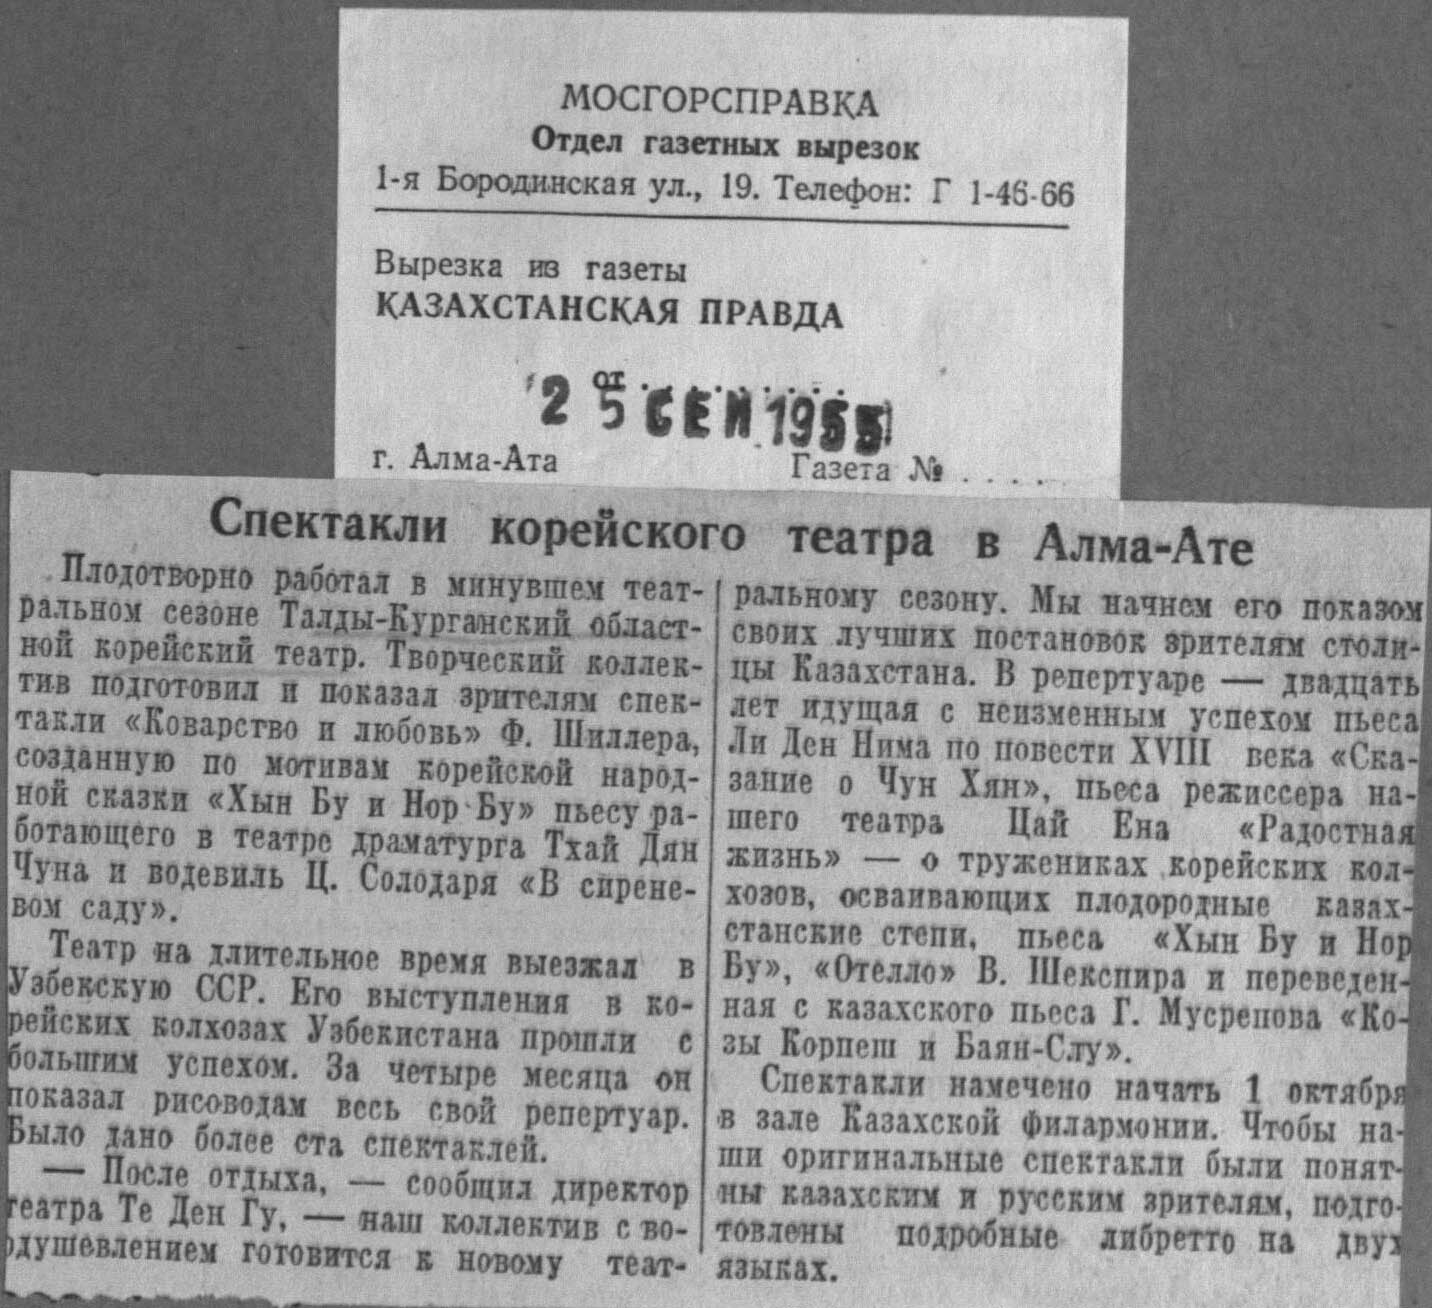 МОСГОРСПРАВКА
Отдел газетных вырезок
1-я Бородинская ул., 19. Телефон: Г 1-46-66
Вырезка из газеты
КАЗАХСТАНСКАЯ ПРАВДА
от . . . . . . . .
25 СЕН 1955
г. Алма-Ата Газета № . . . . .
Спектакли корейского театра в Алма-Ате
Плодотворно работал в минувшем теат-
ральном сезоне Талды-Курганский област-
ной корейский театр. Творческий коллек-
тив подготовил и показал зрителям спек-
такли «Коварство и любовь» Ф. Шиллера,
созданную по мотивам корейской народ-
ной сказки «Хын Бу и Нор Бу» пьесу ра-
ботающего в театре драматурга Тхай Дян
Чуна и водевиль Ц. Солодаря «В сирене-
вом саду».
Театр на длительное время выезжал в
Узбекскую ССР. Его выступления в ко-
рейских колхозах Узбекистана прошли с
большим успехом. За четыре месяца он
показал рисоводам весь свой репертуар.
Было дано более ста спектаклей.
— После отдыха, — сообщил директор
театра Те Ден Гу, — наш коллектив с во-
одушевлением готовится к новому теат-
ральному сезону. Мы начнем его показом
своих лучших постановок зрителям столи-
цы Казахстана. В репертуаре — двадцать
лет идущая с неизменным успехом пьеса
Ли Ден Нима по повести XVIII века «Ска-
зание о Чун Хян», пьеса режиссера на-
шего театра Цай Ена «Радостная
жизнь» — о тружениках корейских кол-
хозов, осваивающих плодородные казах-
станские степи, пьеса «Хын Бу и Нор
Бу», «Отелло» В. Шекспира и переведен-
ная с казахского пьеса Г. Мусрепова «Ко-
зы Корпеш и Баян-Слу».
Спектакли намечено начать 1 октября
в зале Казахской филармонии. Чтобы на-
ши оригинальные спектакли были понят-
ны казахским и русским зрителям, подго-
товлены подробные либретто на двух
языках.